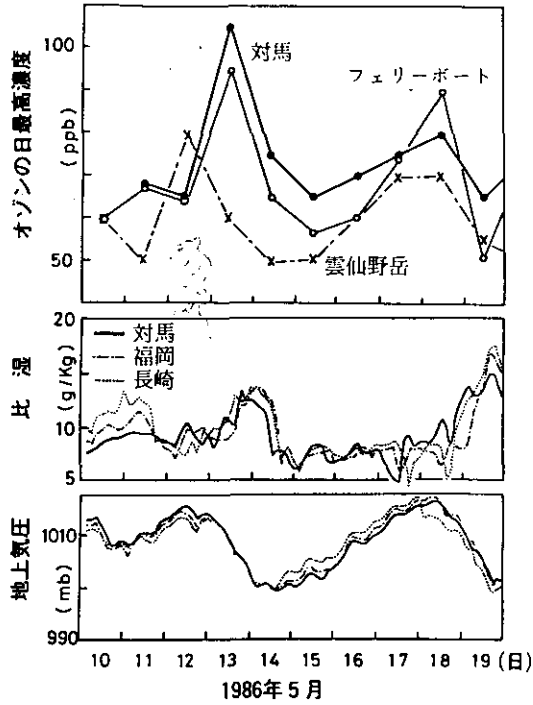 オゾンの日最高濃度
(ppb)
100
50
対馬
フェリーボート
雲仙野岳
比湿
(g/Kg)
20
10
5
対馬
福岡
長崎
地上気圧
(mb)
1010
990
10 11 12 13 14 15 16 17 18 19 (日)
1986年5月